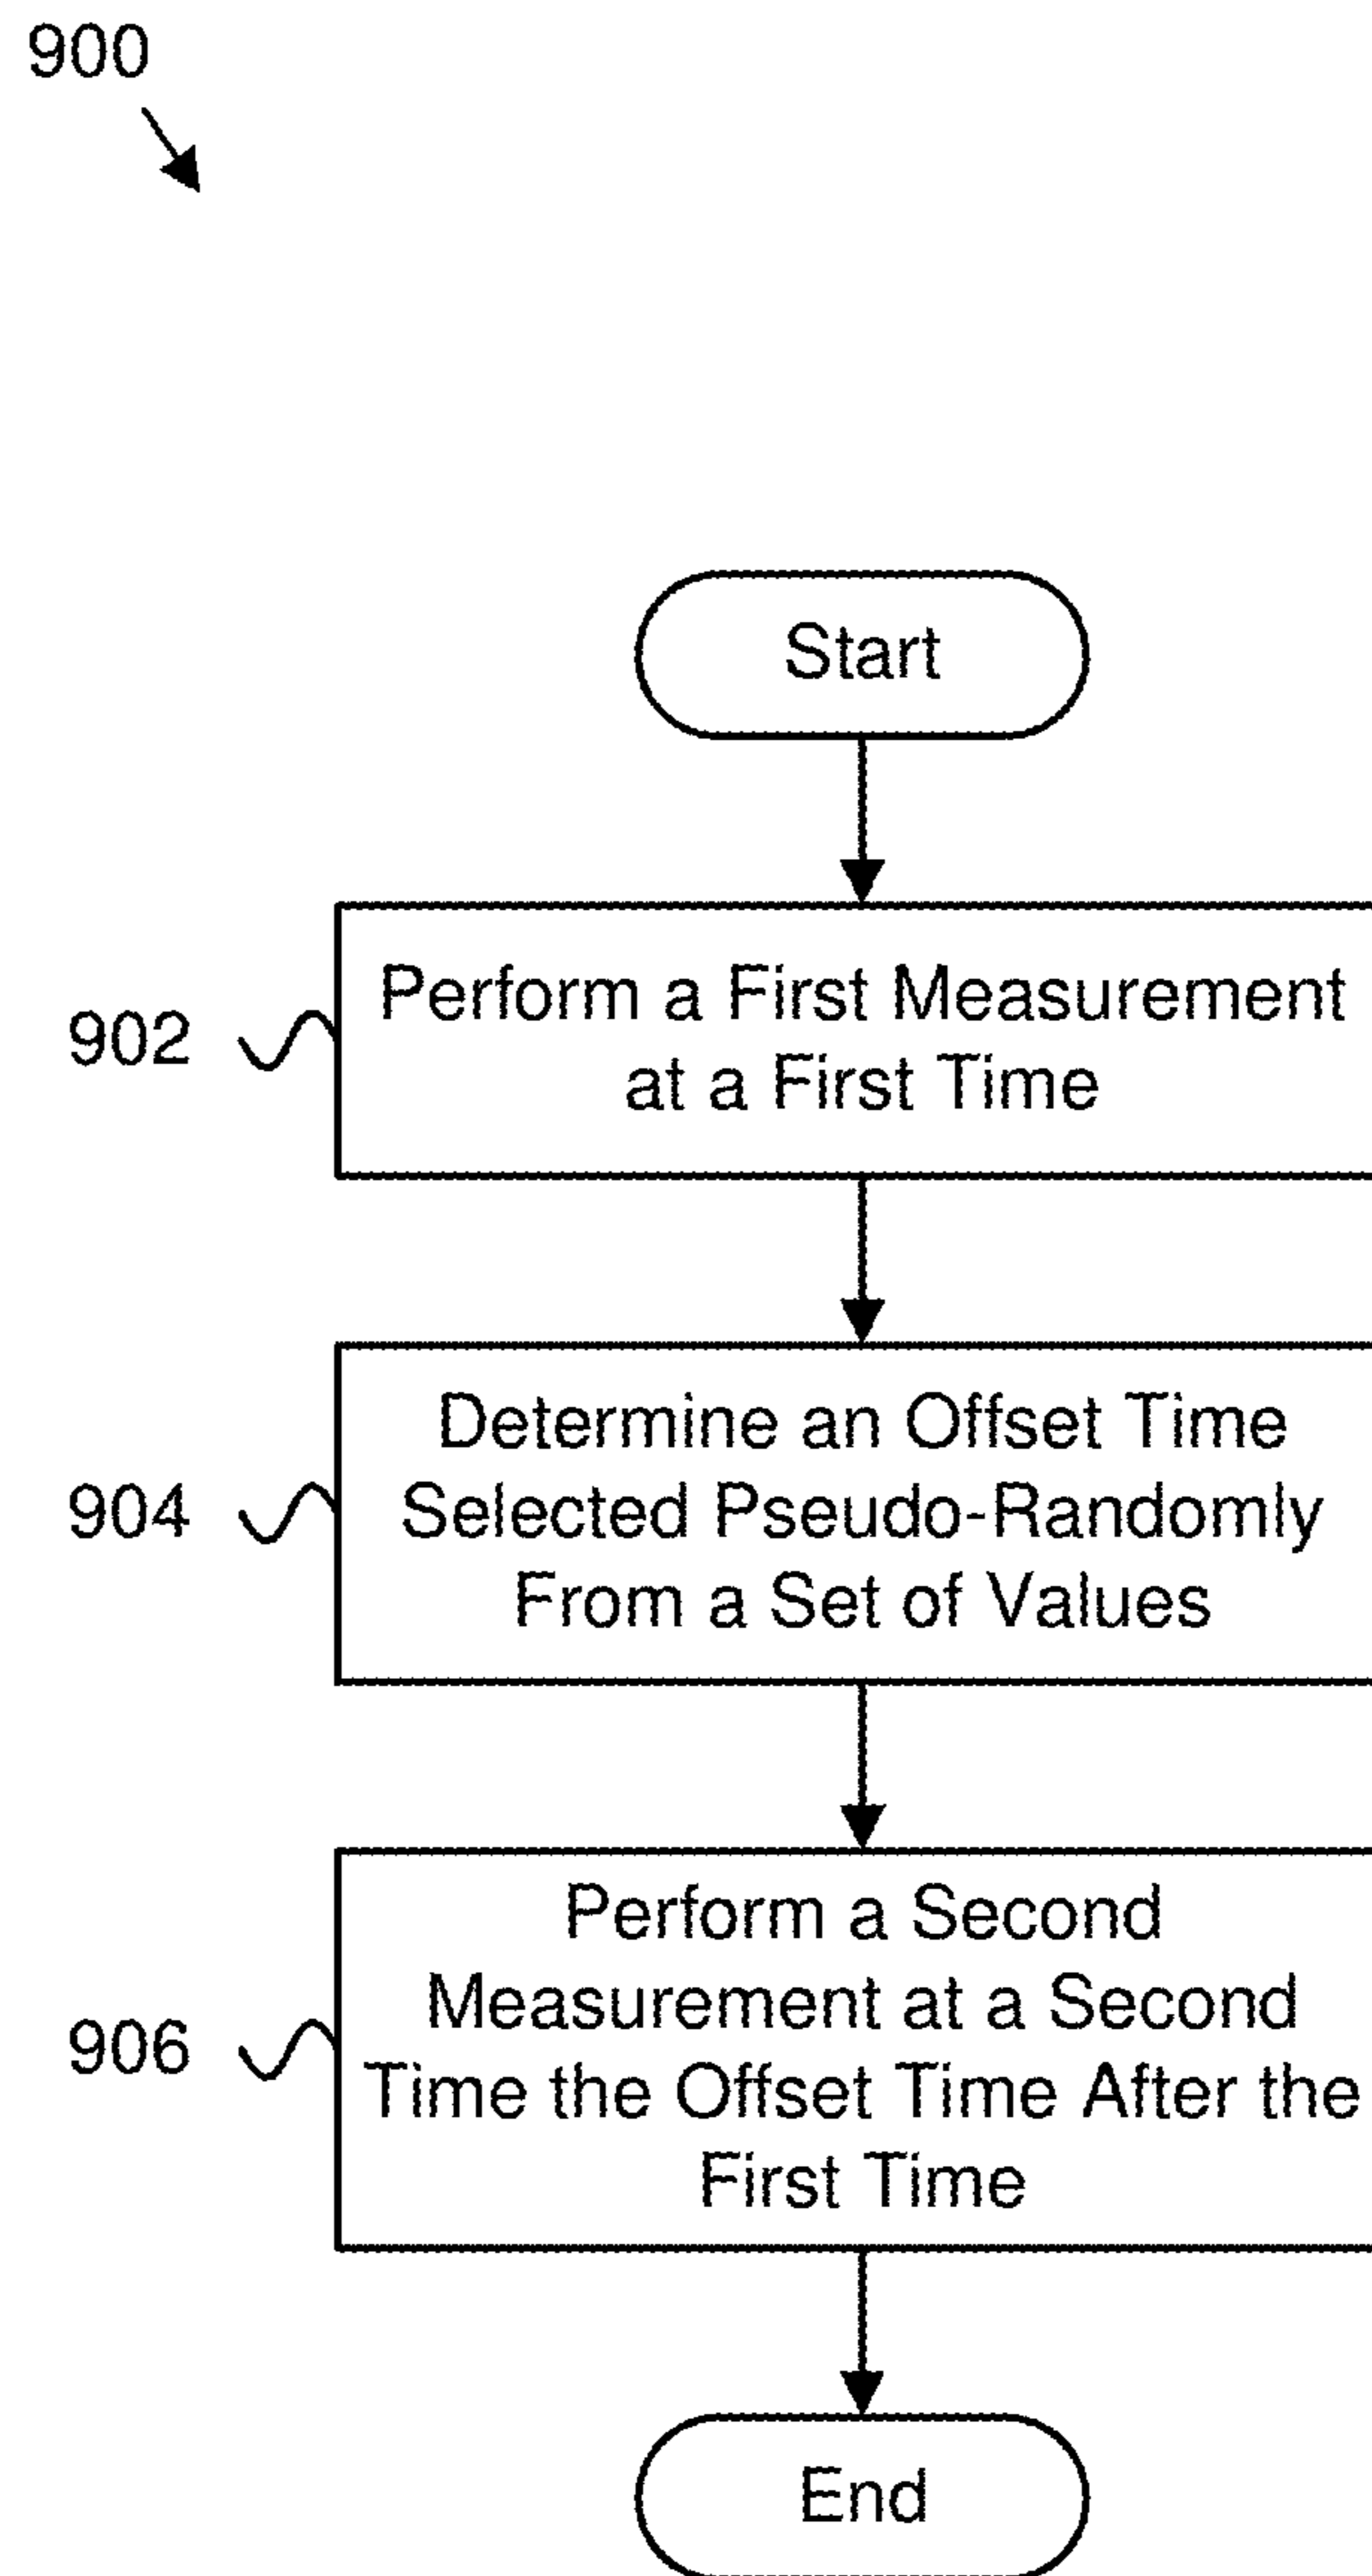 900
Start
902
Perform a First Measurement
at a First Time
904
Determine an Offset Time
Selected Pseudo-Randomly
From a Set of Values
906
Perform a Second
Measurement at a Second
Time the Offset Time After the
First Time
End